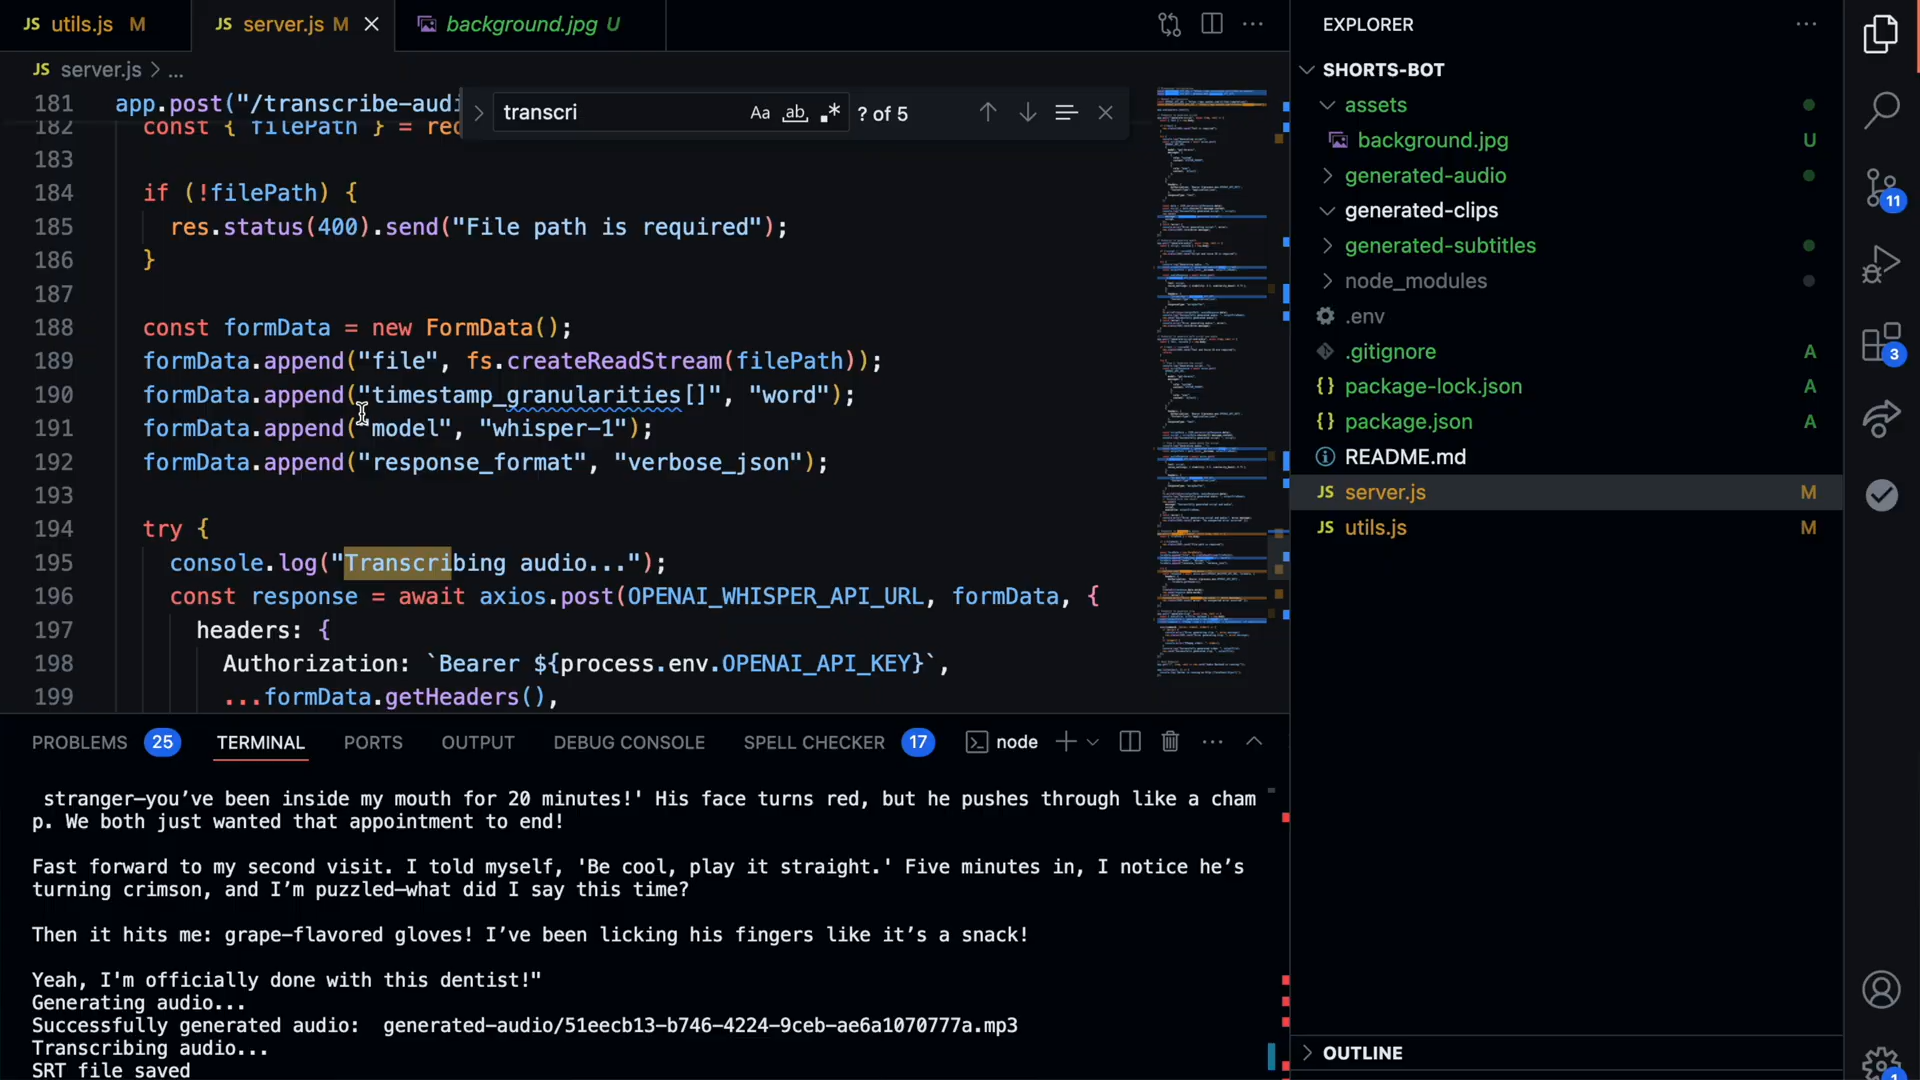 JS utils.js M
JS server.js M
background.jpg U
JS server.js > ...
181 app.post("/transcribe-audi
182 const { filePath } = rec
183
184 if (!filePath) {
185 res.status(400).send("File path is required");
186 }
187
188 const formData = new FormData();
189 formData.append("file", fs.createReadStream(filePath));
190 formData.append("timestamp_granularities[]", "word");
191 formData.append("model", "whisper-1");
192 formData.append("response_format", "verbose_json");
193
194 try {
195 console.log("Transcribing audio...");
196 const response = await axios.post(OPENAI_WHISPER_API_URL, formData, {
197 headers: {
198 Authorization: `Bearer ${process.env.OPENAI_API_KEY}`,
199 ...formData.getHeaders(),
transcri Aa ab .* ? of 5
PROBLEMS 25 TERMINAL PORTS OUTPUT DEBUG CONSOLE SPELL CHECKER 17 node
stranger—you’ve been inside my mouth for 20 minutes!' His face turns red, but he pushes through like a cham
p. We both just wanted that appointment to end!
Fast forward to my second visit. I told myself, 'Be cool, play it straight.' Five minutes in, I notice he’s
turning crimson, and I’m puzzled—what did I say this time?
Then it hits me: grape-flavored gloves! I’ve been licking his fingers like it’s a snack!
Yeah, I'm officially done with this dentist!"
Generating audio...
Successfully generated audio: generated-audio/51eecb13-b746-4224-9ceb-ae6a1070777a.mp3
Transcribing audio...
SRT file saved
EXPLORER
SHORTS-BOT
assets
background.jpg U
generated-audio
generated-clips
generated-subtitles
node_modules
.env
.gitignore A
{} package-lock.json A
{} package.json A
README.md
JS server.js M
JS utils.js M
OUTLINE
11
3
1